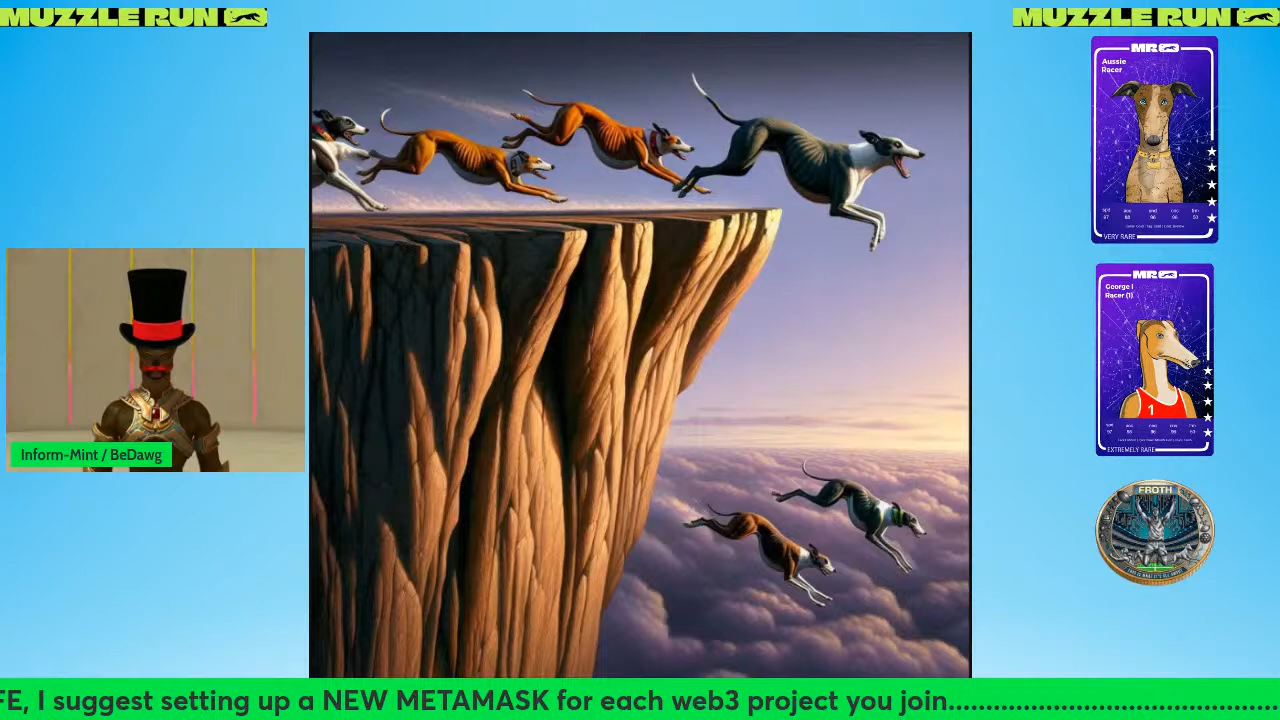 MUZZLE RUN
MUZZLE RUN
MR
Aussie
Racer
VERY RARE
MR
George I
Racer (1)
1
EXTREMELY RARE
FROTH
Inform-Mint / BeDawg
FE, I suggest setting up a NEW METAMASK for each web3 project you join............................................